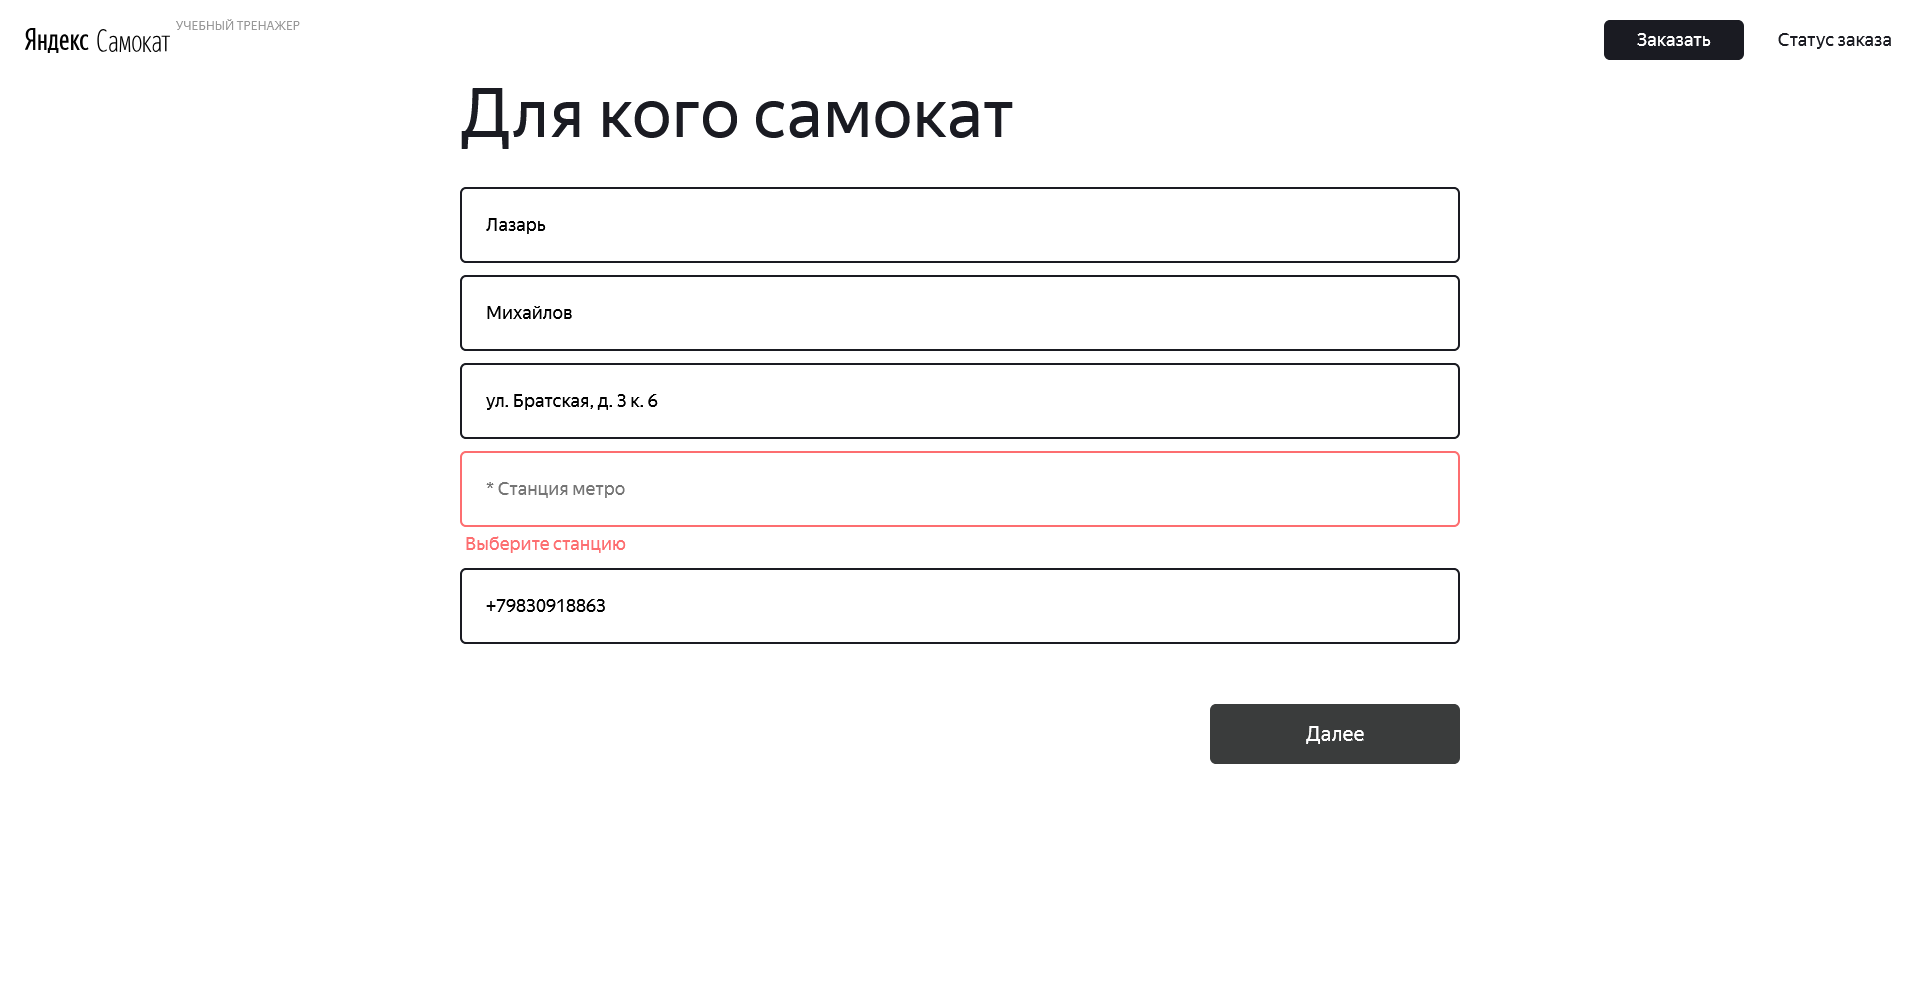 Яндекс Самокат
УЧЕБНЫЙ ТРЕНАЖЕР
Заказать
Статус заказа
Для кого самокат
Лазарь
Михайлов
ул. Братская, д. 3 к. 6
* Станция метро
Выберите станцию
+79830918863
Далее